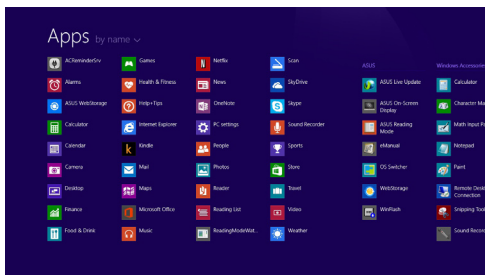 Apps by name
ACReminderSrv
Alarms
ASUS WebStorage
Calculator
Calendar
Camera
Desktop
Finance
Food & Drink
Games
Health & Fitness
Help+Tips
Internet Explorer
Kindle
Mail
Maps
Microsoft Office
Music
Netflix
News
OneNote
PC settings
People
Photos
Reader
Reading List
ReadingModeWat...
Scan
SkyDrive
Skype
Sound Recorder
Sports
Store
Travel
Video
Weather
ASUS
ASUS Live Update
ASUS On-Screen
Display
ASUS Reading
Mode
eManual
OS Switcher
WebStorage
WinFlash
Windows Accessories
Calculator
Character Ma
Math Input P
Notepad
Paint
Remote Desk
Connection
Snipping Tool
Sound Record